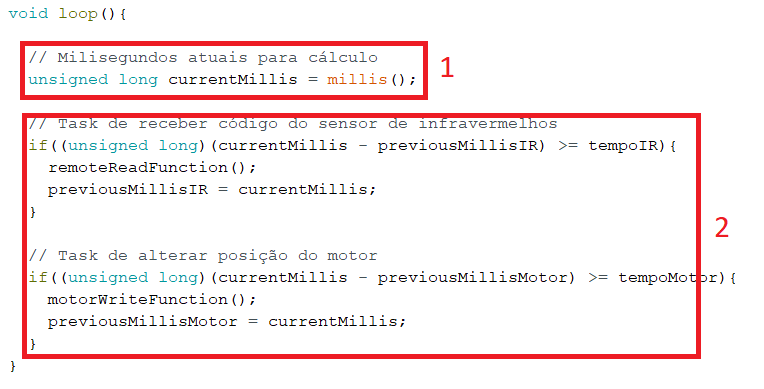 void loop(){
// Milisegundos atuais para cálculo
unsigned long currentMillis = millis();
1
// Task de receber código do sensor de infravermelhos
if((unsigned long)(currentMillis - previousMillisIR) >= tempoIR){
remoteReadFunction();
previousMillisIR = currentMillis;
}
2
// Task de alterar posição do motor
if((unsigned long)(currentMillis - previousMillisMotor) >= tempoMotor){
motorWriteFunction();
previousMillisMotor = currentMillis;
}
}